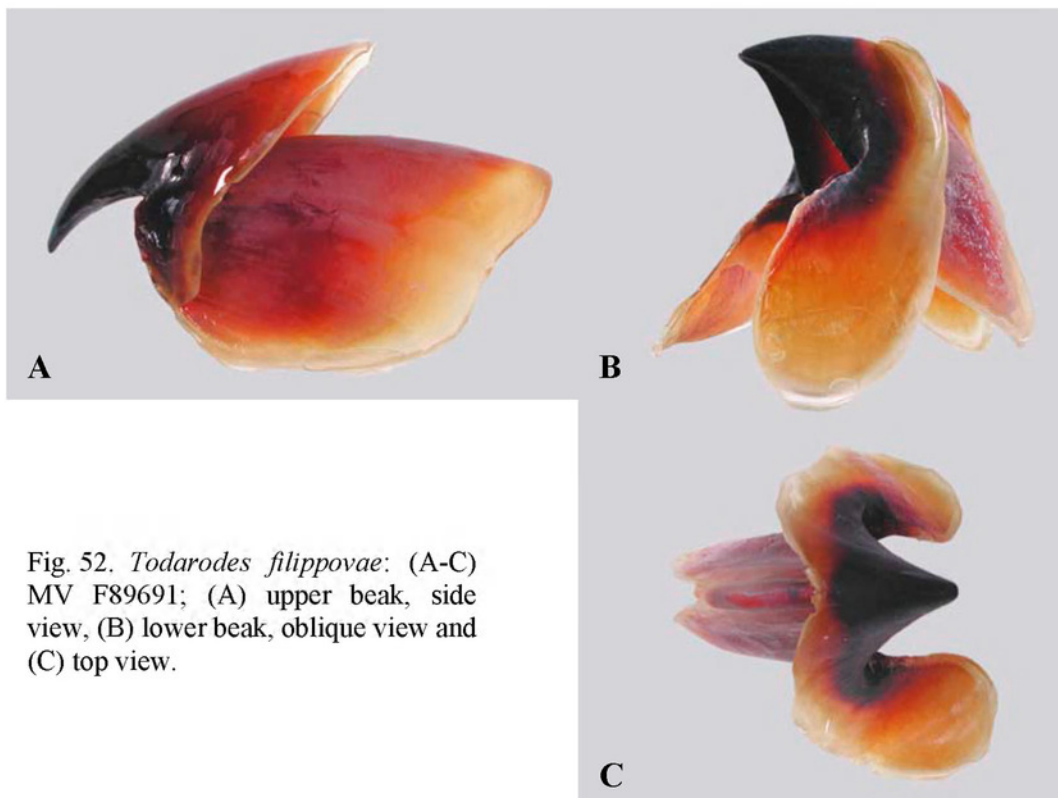 A
B
Fig. 52. Todarodes filippovae: (A-C)
MV F89691; (A) upper beak, side
view, (B) lower beak, oblique view and
(C) top view.
C